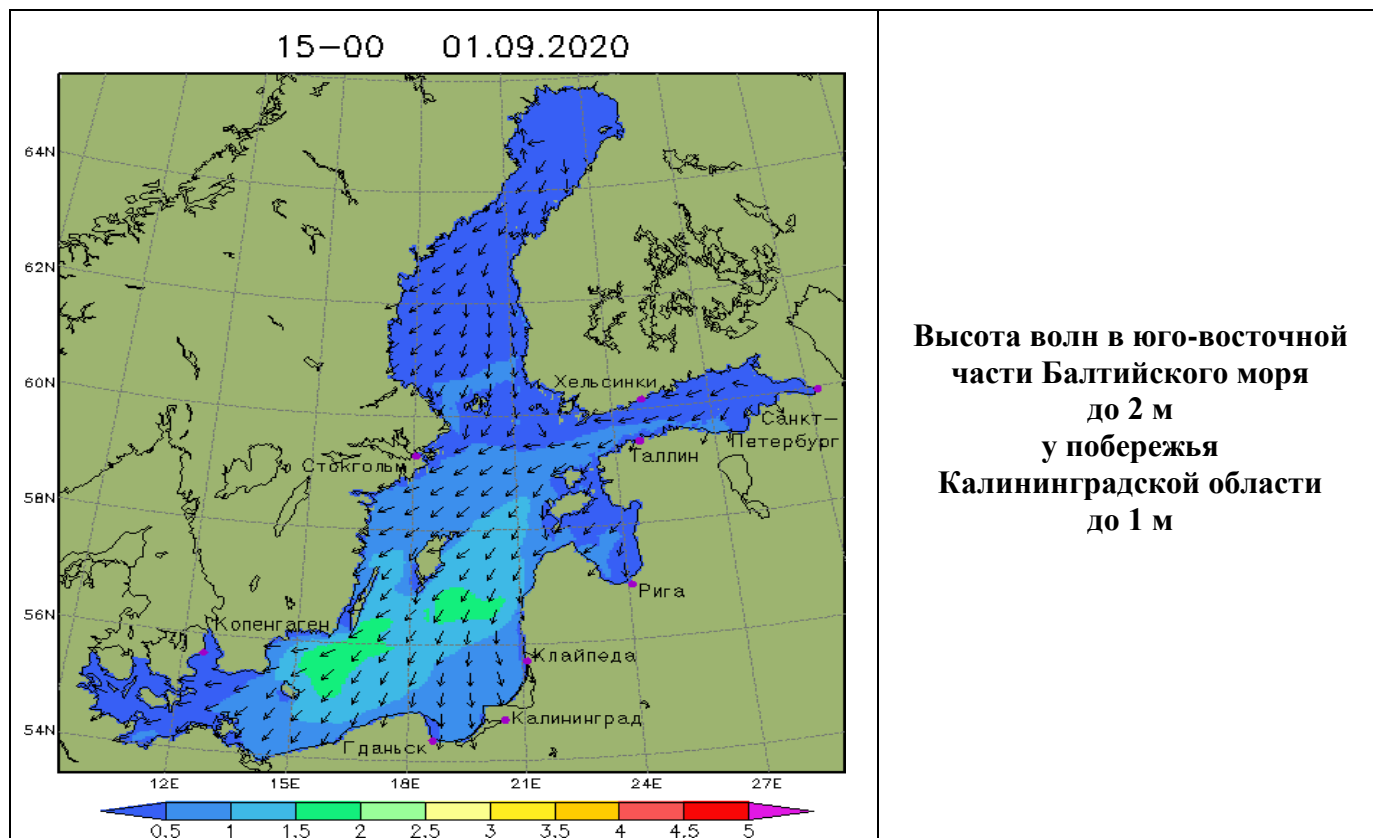 15-00 01.09.2020
64N
62N
Хельсинки
60N
Санкт-
Петербург
Таллин
Стокгольм
58N
Рига
56N
Копенгаген
Клайпеда
Калининград
54N
Гданьск
12E 15E 18E 21E 24E 27E
0,5 1 1,5 2 2,5 3 3,5 4 4,5 5
Высота волн в юго-восточной
части Балтийского моря
до 2 м
у побережья
Калининградской области
до 1 м